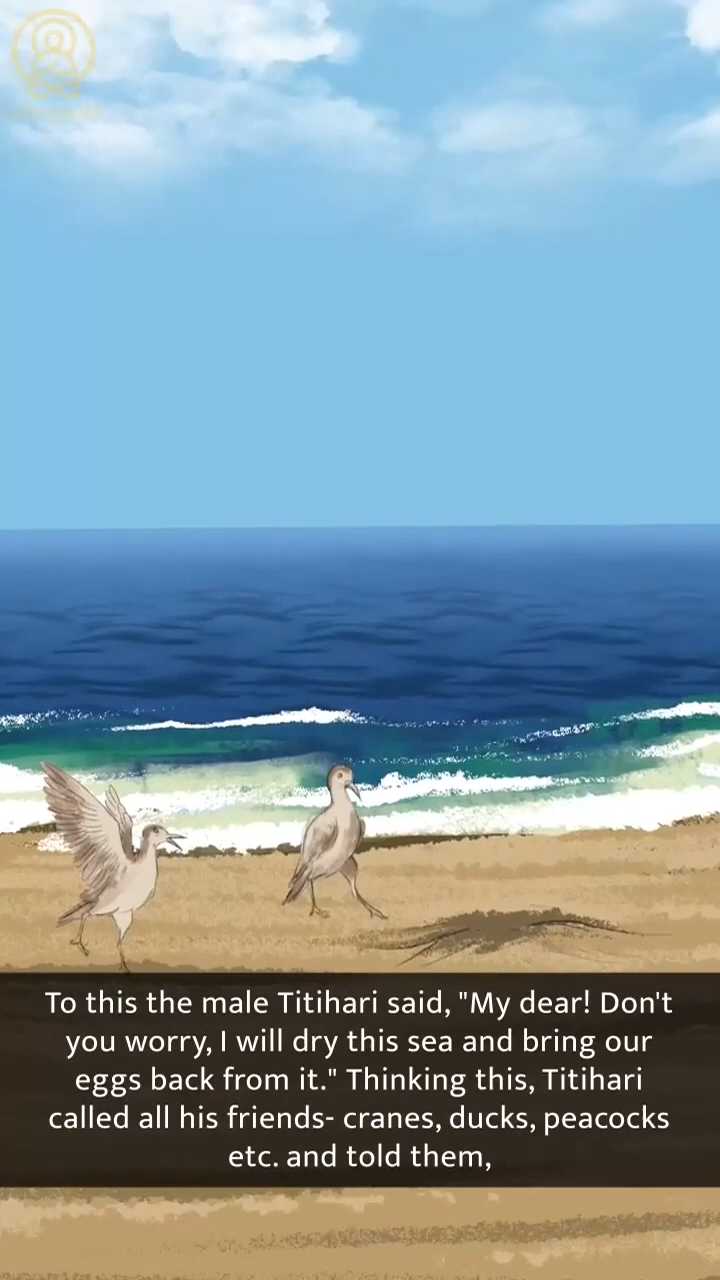 To this the male Titihari said, "My dear! Don't
you worry, I will dry this sea and bring our
eggs back from it." Thinking this, Titihari
called all his friends- cranes, ducks, peacocks
etc. and told them,